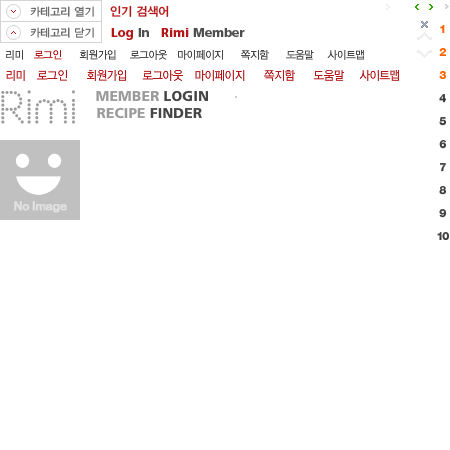 카테고리 열기 인기 검색어
카테고리 닫기 Log In Rimi Member
리미 로그인 회원가입 로그아웃 마이페이지 쪽지함 도움말 사이트맵
리미 로그인 회원가입 로그아웃 마이페이지 쪽지함 도움말 사이트맵
Rimi MEMBER LOGIN
RECIPE FINDER
No Image
1
2
3
4
5
6
7
8
9
10